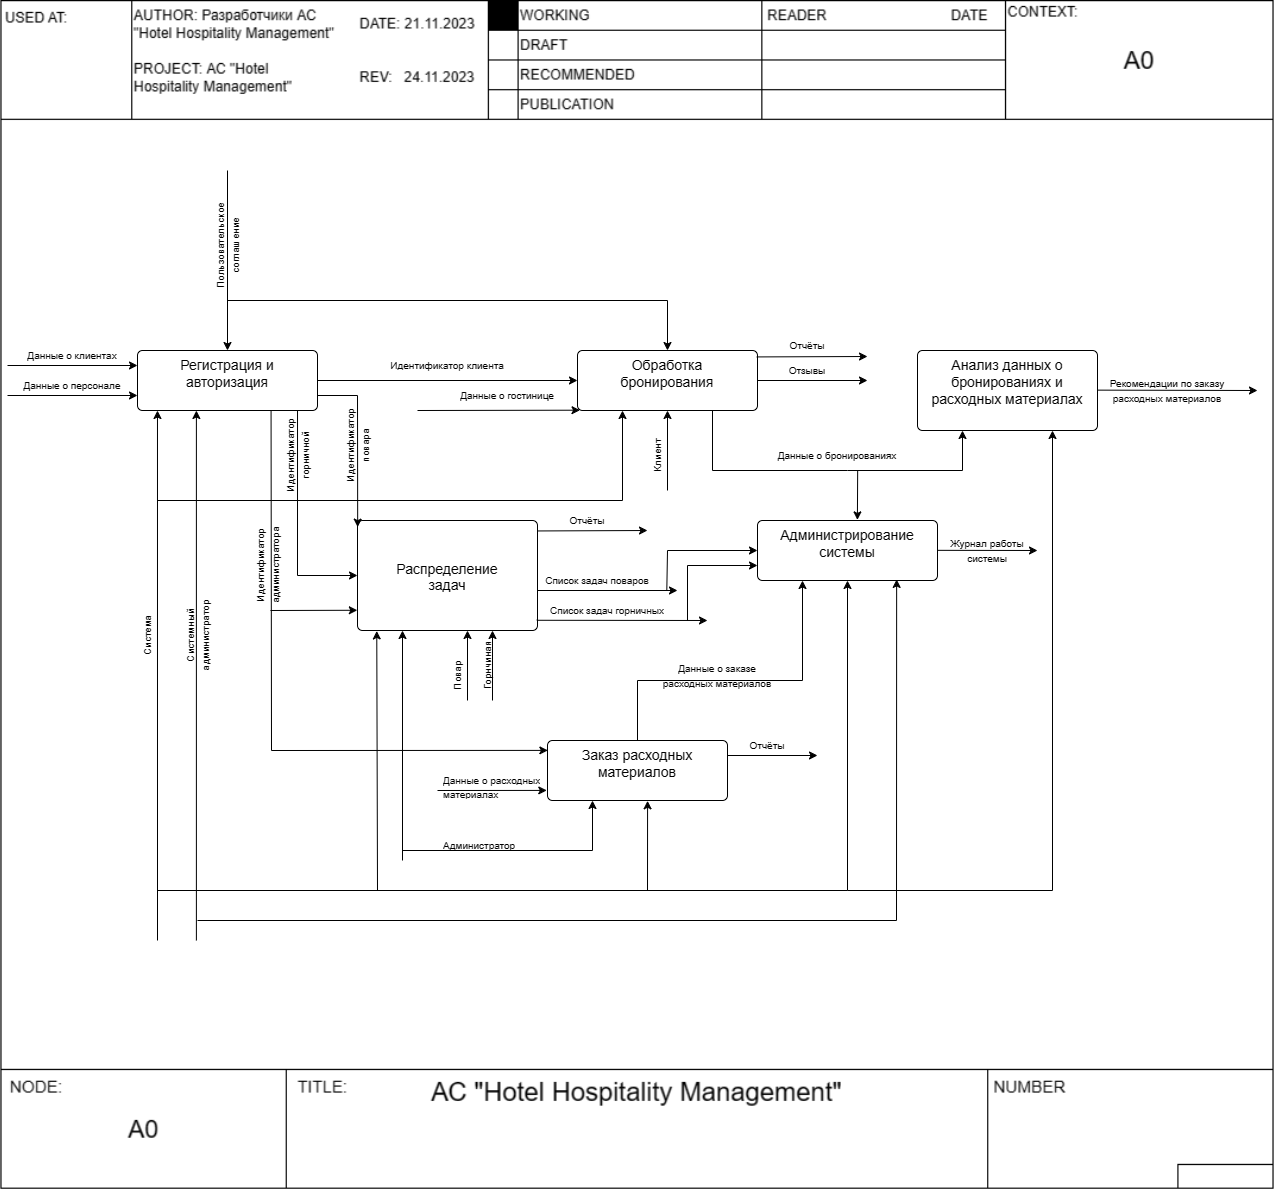 USED AT:
AUTHOR: Разработчики АС
"Hotel Hospitality Management"
DATE: 21.11.2023
PROJECT: АС "Hotel
Hospitality Management"
REV: 24.11.2023
WORKING
DRAFT
RECOMMENDED
PUBLICATION
READER
DATE
CONTEXT:
A0
Пользовательское
соглашение
Данные о клиентах
Данные о персонале
Регистрация и
авторизация
Идентификатор клиента
Данные о гостинице
Обработка
бронирования
Отчёты
Отзывы
Анализ данных о
бронированиях и
расходных материалах
Рекомендации по заказу
расходных материалов
Идентификатор
горничной
Идентификатор
повара
Клиент
Данные о бронированиях
Идентификатор
администратора
Распределение
задач
Отчёты
Список задач поваров
Список задач горничных
Администрирование
системы
Журнал работы
системы
Система
Системный
администратор
Повар
Горнчиная
Данные о заказе
расходных материалов
Заказ расходных
материалов
Отчёты
Данные о расходных
материалах
Администратор
NODE:
A0
TITLE:
АС "Hotel Hospitality Management"
NUMBER